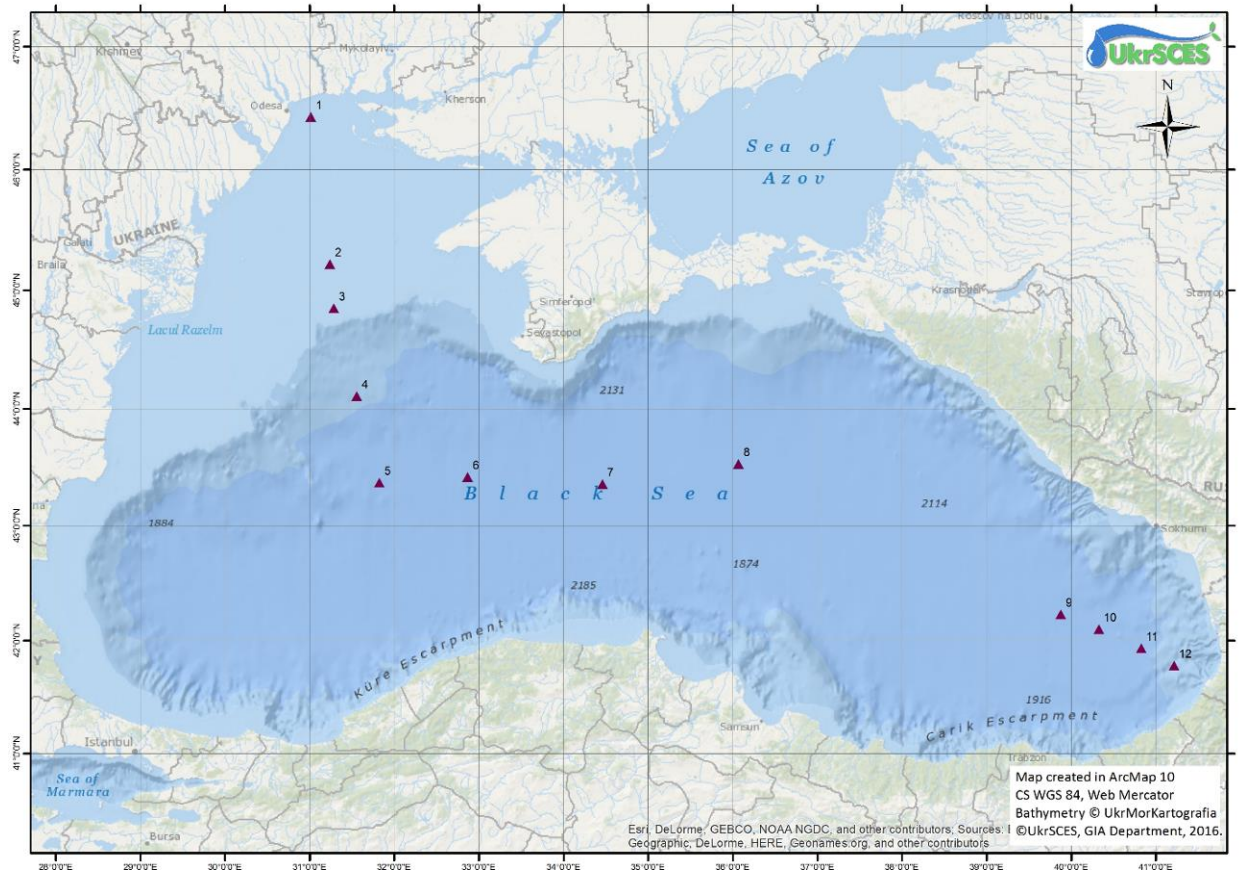 Rostov na Donu
Kishinev
Mykolayiv
UkrSCES
Odesa
1
Kherson
N
Sea of
Azov
2
UKRAINE
Galati
Braila
3
Krasnodar
Stavrop
Simferopol
Lacul Razelm
Sevastopol
4
2131
8
5
6
7
Black Sea
RU
2114
1884
Sokhumi
1874
2185
9
10
11
12
Küre Escarpment
1916
Samsun
Carik Escarpment
Istanbul
Trabzon
Sea of
Marmara
Bursa
Map created in ArcMap 10
CS WGS 84, Web Mercator
Bathymetry © UkrMorKartografia
©UkrSCES, GIA Department, 2016.
Esri, DeLorme, GEBCO, NOAA NGDC, and other contributors; Sources:
Geographic, DeLorme, HERE, Geonames.org, and other contributors
47°0'0"N
46°0'0"N
45°0'0"N
44°0'0"N
43°0'0"N
42°0'0"N
41°0'0"N
28°0'0"E
29°0'0"E
30°0'0"E
31°0'0"E
32°0'0"E
33°0'0"E
34°0'0"E
35°0'0"E
36°0'0"E
37°0'0"E
38°0'0"E
39°0'0"E
40°0'0"E
41°0'0"E